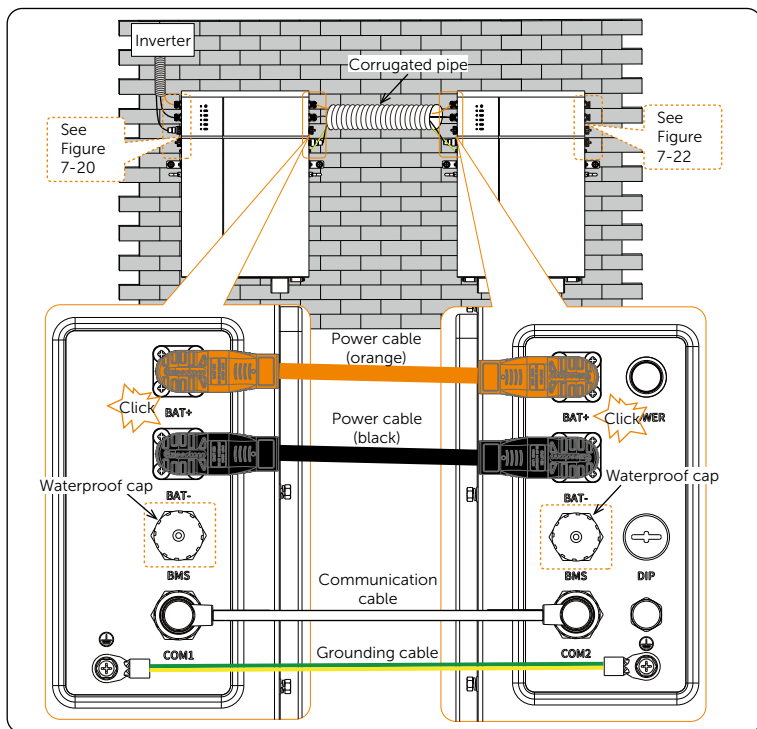 Inverter
Corrugated pipe
See
Figure
7-20
See
Figure
7-22
Power cable
(orange)
Click
BAT+
BAT+
Click
WER
Power cable
(black)
Waterproof cap
BAT-
Waterproof cap
BAT-
BMS
BMS
DIP
Communication
cable
COM1
COM2
Grounding cable